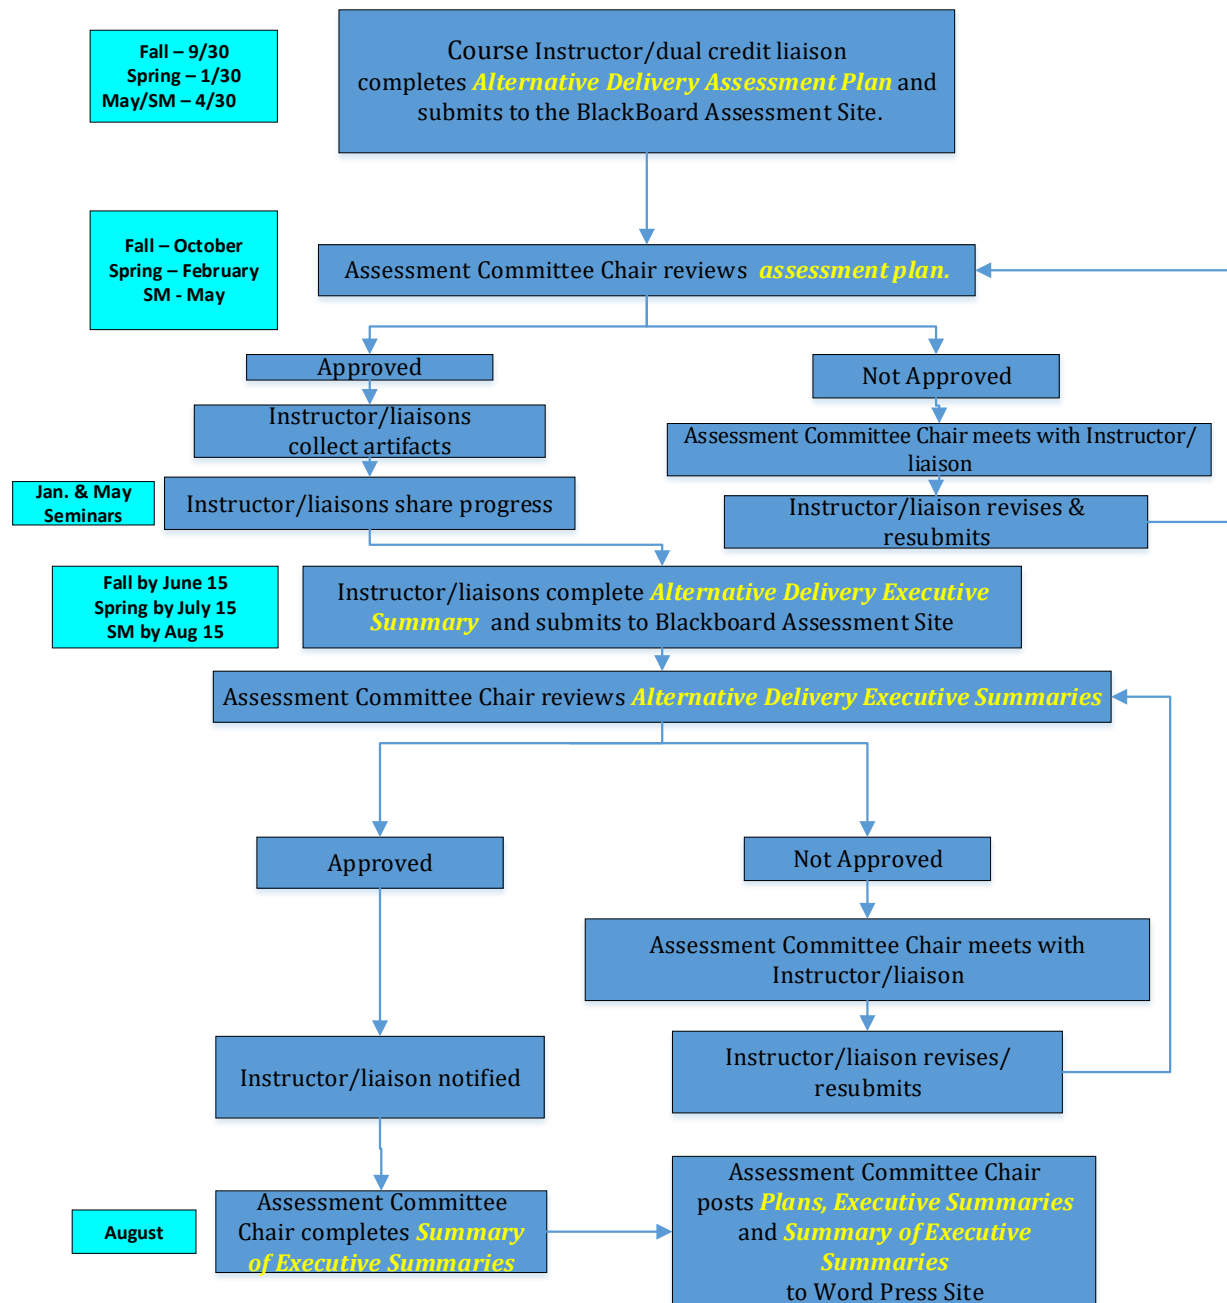 Fall – 9/30
Spring – 1/30
May/SM – 4/30
Course Instructor/dual credit liaison
completes Alternative Delivery Assessment Plan and
submits to the BlackBoard Assessment Site.
Fall – October
Spring – February
SM - May
Assessment Committee Chair reviews assessment plan.
Approved
Not Approved
Instructor/liaisons
collect artifacts
Assessment Committee Chair meets with Instructor/
liaison
Jan. & May
Seminars
Instructor/liaisons share progress
Instructor/liaison revises &
resubmits
Fall by June 15
Spring by July 15
SM by Aug 15
Instructor/liaisons complete Alternative Delivery Executive
Summary and submits to Blackboard Assessment Site
Assessment Committee Chair reviews Alternative Delivery Executive Summaries
Approved
Not Approved
Assessment Committee Chair meets with
Instructor/liaison
Instructor/liaison notified
Instructor/liaison revises/
resubmits
August
Assessment Committee
Chair completes Summary
of Executive Summaries
Assessment Committee Chair
posts Plans, Executive Summaries
and Summary of Executive
Summaries
to Word Press Site